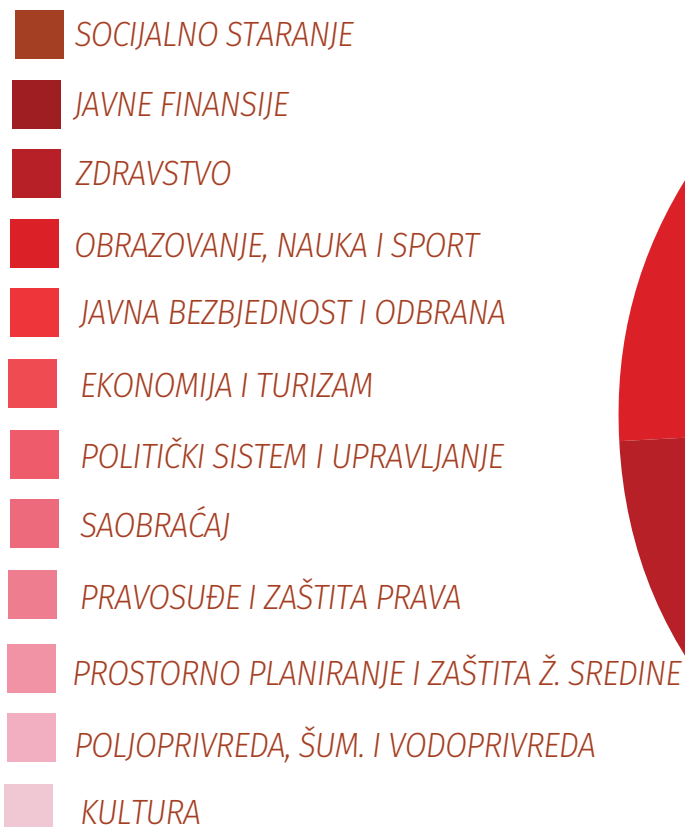 SOCIJALNO STARANJE
JAVNE FINANSIJE
ZDRAVSTVO
OBRAZOVANJE, NAUKA I SPORT
JAVNA BEZBJEDNOST I ODBRANA
EKONOMIJA I TURIZAM
POLITIČKI SISTEM I UPRAVLJANJE
SAOBRAĆAJ
PRAVOSUĐE I ZAŠTITA PRAVA
PROSTORNO PLANIRANJE I ZAŠTITA Ž. SREDINE
POLJOPRIVREDA, ŠUM. I VODOPRIVREDA
KULTURA